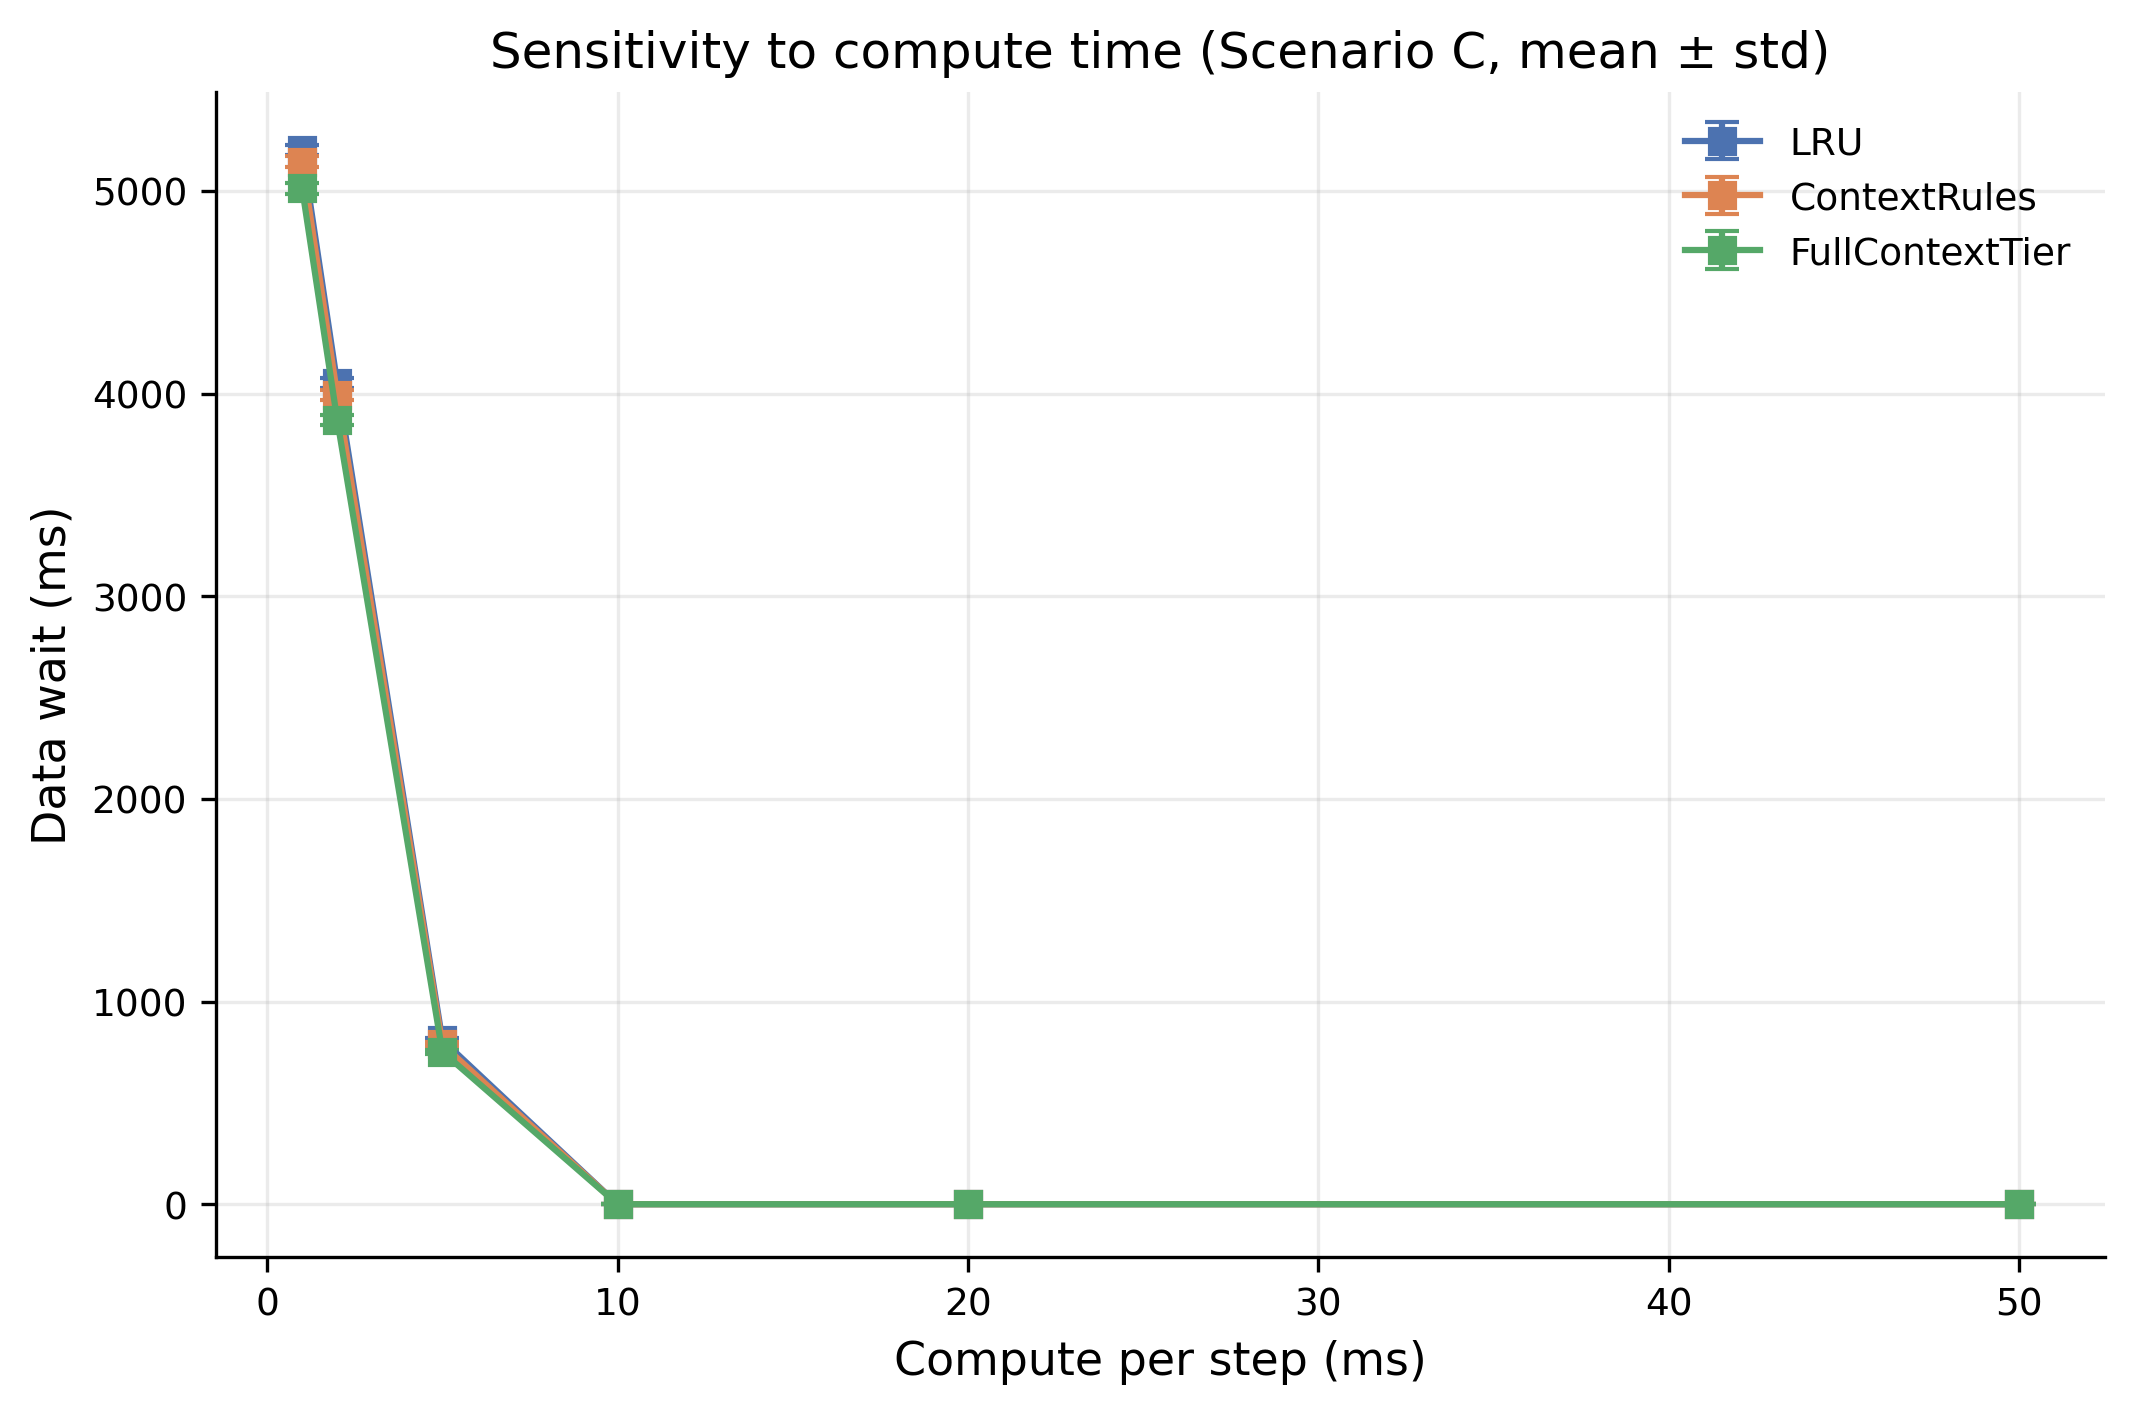 Sensitivity to compute time (Scenario C, mean ± std)
LRU
ContextRules
FullContextTier
Data wait (ms)
5000
4000
3000
2000
1000
0
0 10 20 30 40 50
Compute per step (ms)